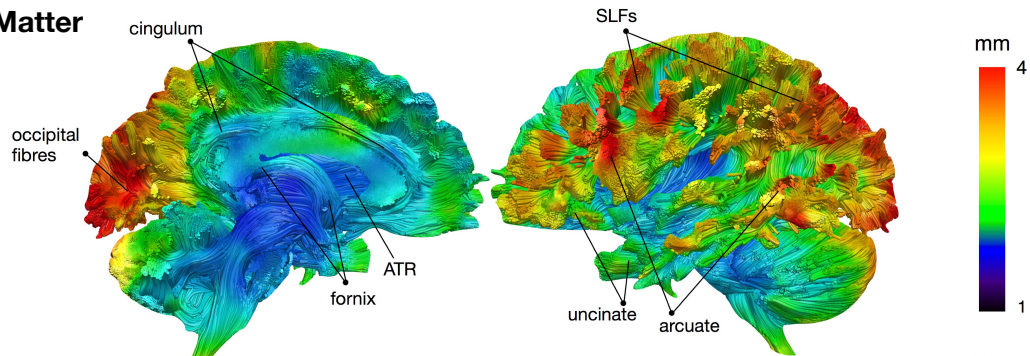 Matter
cingulum
SLFs
mm
4
occipital
fibres
ATR
fornix
uncinate
arcuate
1